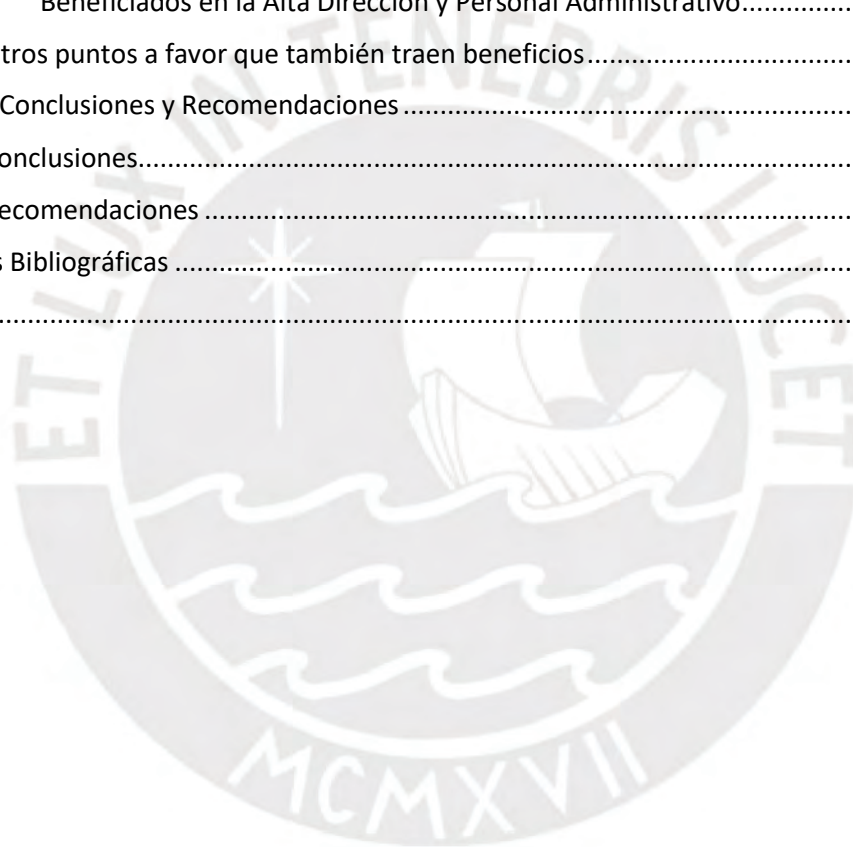 Beneficiados en la Alta Dirección y Personal Administrativo..............
tros puntos a favor que también traen beneficios....................................
Conclusiones y Recomendaciones.............................................................
onclusiones...............................................................................................
ecomendaciones.......................................................................................
s Bibliográficas...........................................................................................
..................................................................................................................
ET LUX IN TENEBRIS LUCET
MCMXVII